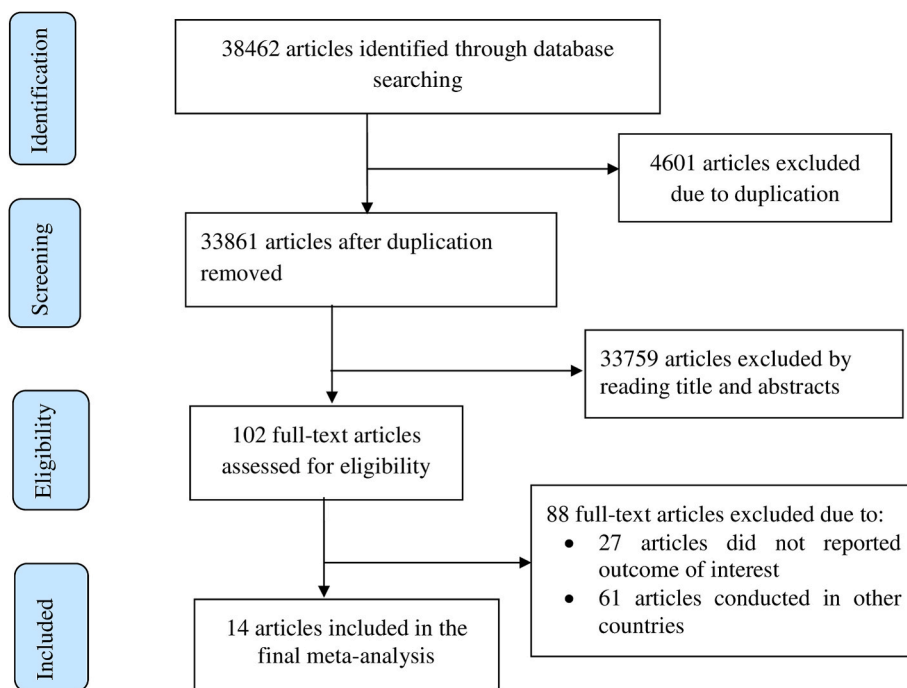 Identification
38462 articles identified through database
searching
4601 articles excluded
due to duplication
Screening
33861 articles after duplication
removed
33759 articles excluded by
reading title and abstracts
Eligibility
102 full-text articles
assessed for eligibility
88 full-text articles excluded due to:
• 27 articles did not reported
outcome of interest
• 61 articles conducted in other
countries
Included
14 articles included in the
final meta-analysis